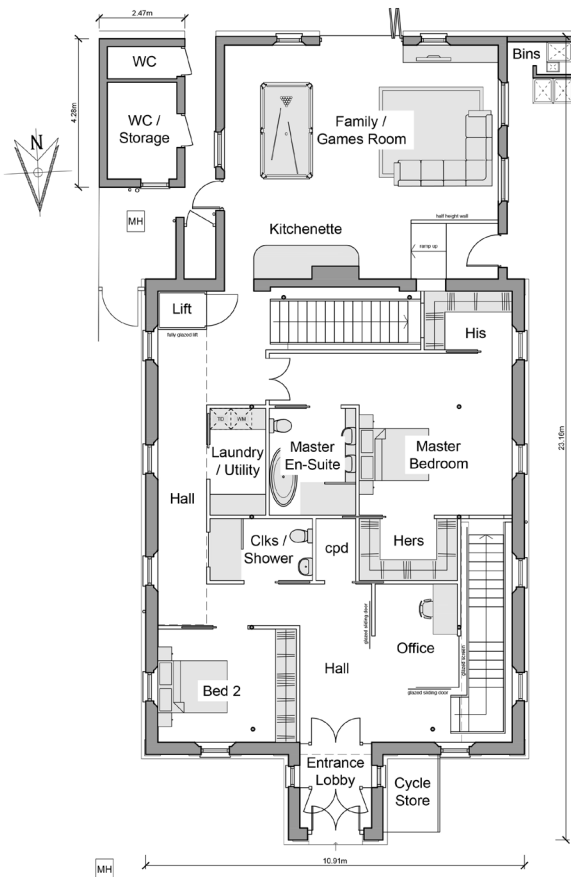 2.47m
WC
Bins
4.28m
WC /
Storage
Family /
Games Room
N
MH
half height wall
Kitchenette
ramp up
Lift
fully glazed lift
His
TD
WM
Laundry
/ Utility
Master
En-Suite
Master
Bedroom
23.16m
Hall
Clks /
Shower
cpd
Hers
glazed sliding door
Office
glazed screen
Hall
Bed 2
glazed sliding door
Entrance
Lobby
Cycle
Store
10.91m
MH